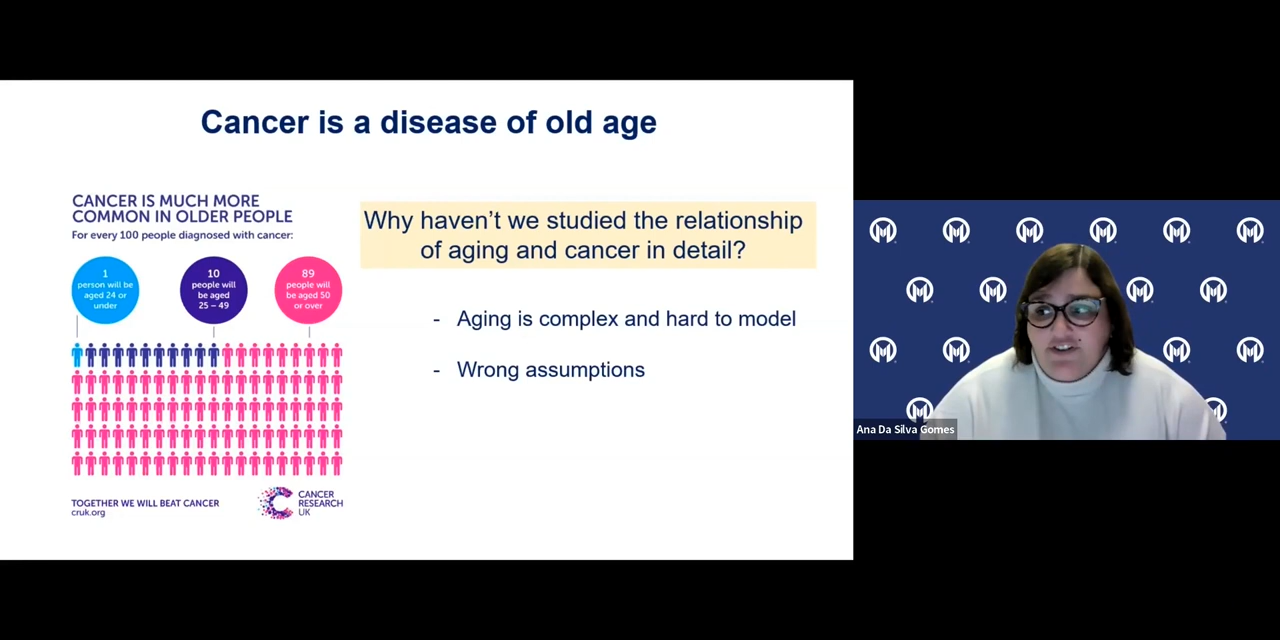 Cancer is a disease of old age
CANCER IS MUCH MORE
COMMON IN OLDER PEOPLE
For every 100 people diagnosed with cancer:
1
person will be
aged 24 or
under
10
people will
be aged
25 – 49
89
people will
be aged 50
or over
TOGETHER WE WILL BEAT CANCER
cruk.org
CANCER
RESEARCH
UK
Why haven’t we studied the relationship
of aging and cancer in detail?
- Aging is complex and hard to model
- Wrong assumptions
Ana Da Silva Gomes